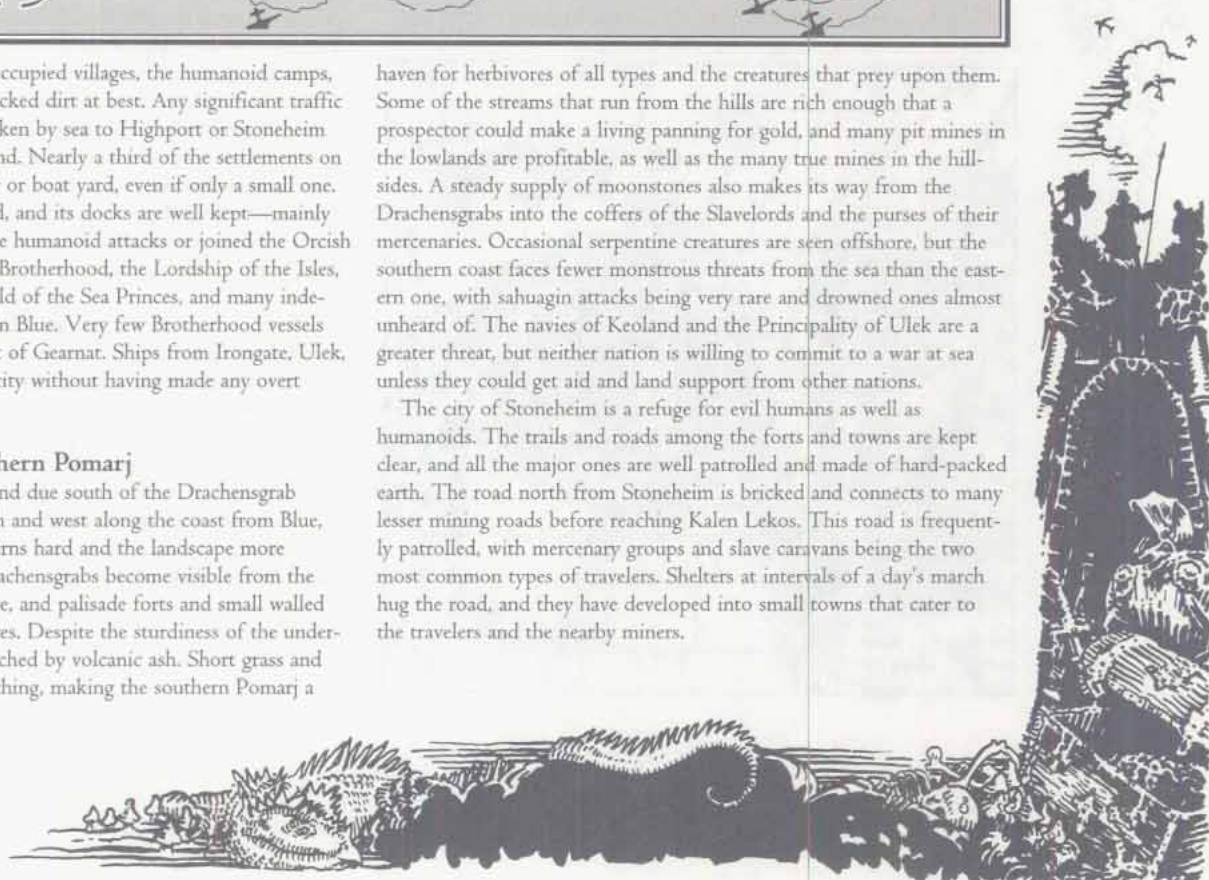 ccupied villages, the humanoid camps,
cked dirt at best. Any significant traffic
ken by sea to Highport or Stoneheim
nd. Nearly a third of the settlements on
or boat yard, even if only a small one.
d, and its docks are well kept—mainly
e humanoid attacks or joined the Orcish
Brotherhood, the Lordship of the Isles,
ld of the Sea Princes, and many inde-
n Blue. Very few Brotherhood vessels
t of Gearnat. Ships from Irongate, Ulek,
city without having made any overt
hern Pomarj
nd due south of the Drachensgrab
n and west along the coast from Blue,
rns hard and the landscape more
achensgrabs become visible from the
e, and palisade forts and small walled
es. Despite the sturdiness of the under-
ched by volcanic ash. Short grass and
thing, making the southern Pomarj a
haven for herbivores of all types and the creatures that prey upon them.
Some of the streams that run from the hills are rich enough that a
prospector could make a living panning for gold, and many pit mines in
the lowlands are profitable, as well as the many true mines in the hill-
sides. A steady supply of moonstones also makes its way from the
Drachensgrabs into the coffers of the Slavelords and the purses of their
mercenaries. Occasional serpentine creatures are seen offshore, but the
southern coast faces fewer monstrous threats from the sea than the east-
ern one, with sahuagin attacks being very rare and drowned ones almost
unheard of. The navies of Keoland and the Principality of Ulek are a
greater threat, but neither nation is willing to commit to a war at sea
unless they could get aid and land support from other nations.
The city of Stoneheim is a refuge for evil humans as well as
humanoids. The trails and roads among the forts and towns are kept
clear, and all the major ones are well patrolled and made of hard-packed
earth. The road north from Stoneheim is bricked and connects to many
lesser mining roads before reaching Kalen Lekos. This road is frequent-
ly patrolled, with mercenary groups and slave caravans being the two
most common types of travelers. Shelters at intervals of a day's march
hug the road, and they have developed into small towns that cater to
the travelers and the nearby miners.